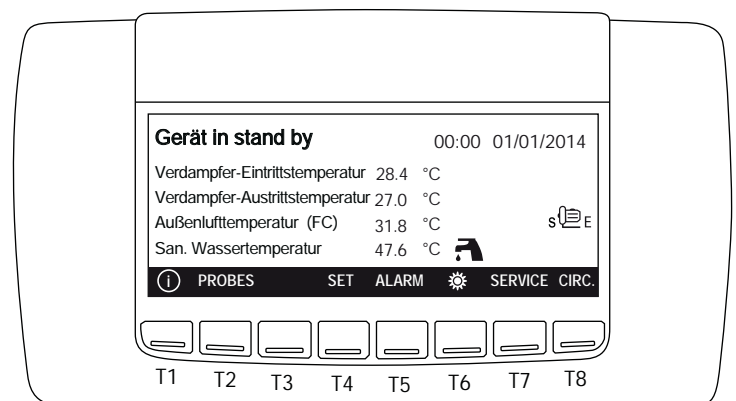 Gerät in stand by 00:00 01/01/2014
Verdampfer-Eintrittstemperatur 28.4 °C
Verdampfer-Austrittstemperatur 27.0 °C
Außenlufttemperatur (FC) 31.8 °C
S E
San. Wassertemperatur 47.6 °C
i PROBES SET ALARM SERVICE CIRC.
T1 T2 T3 T4 T5 T6 T7 T8